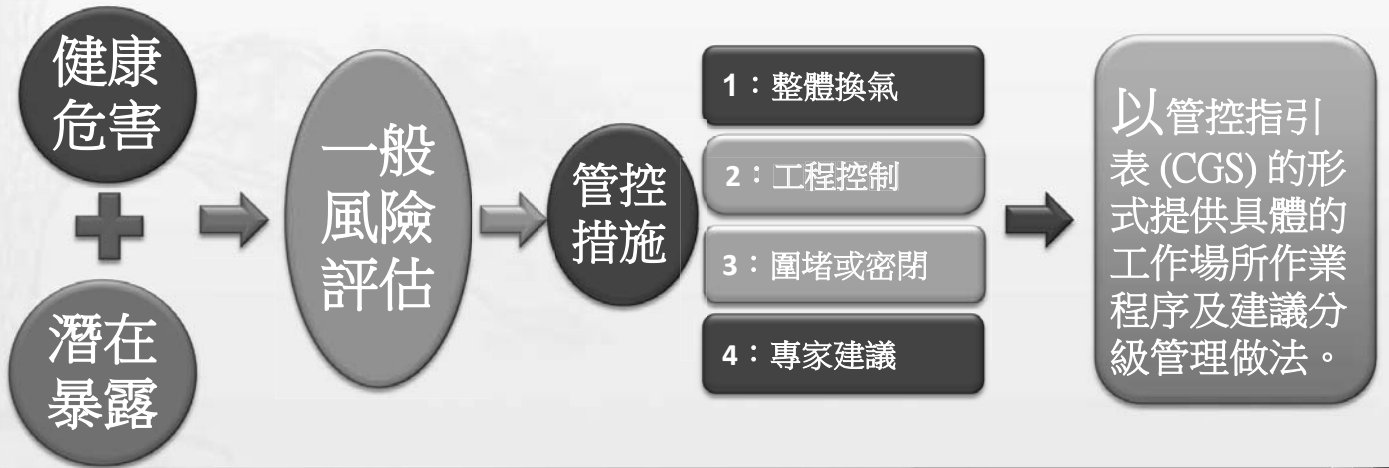 健康
危害
潛在
暴露
一般
風險
評估
管控
措施
1：整體換氣
2：工程控制
3：圍堵或密閉
4：專家建議
以管控指引
表 (CGS) 的形
式提供具體的
工作場所作業
程序及建議分
級管理做法。